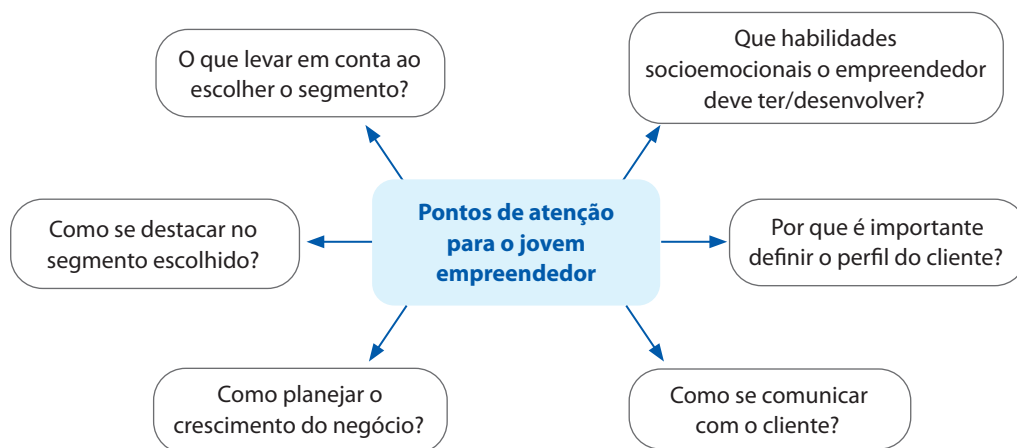 O que levar em conta ao
escolher o segmento?
Que habilidades
socioemocionais o empreendedor
deve ter/desenvolver?
Como se destacar no
segmento escolhido?
Pontos de atenção
para o jovem
empreendedor
Por que é importante
definir o perfil do cliente?
Como planejar o
crescimento do negócio?
Como se comunicar
com o cliente?